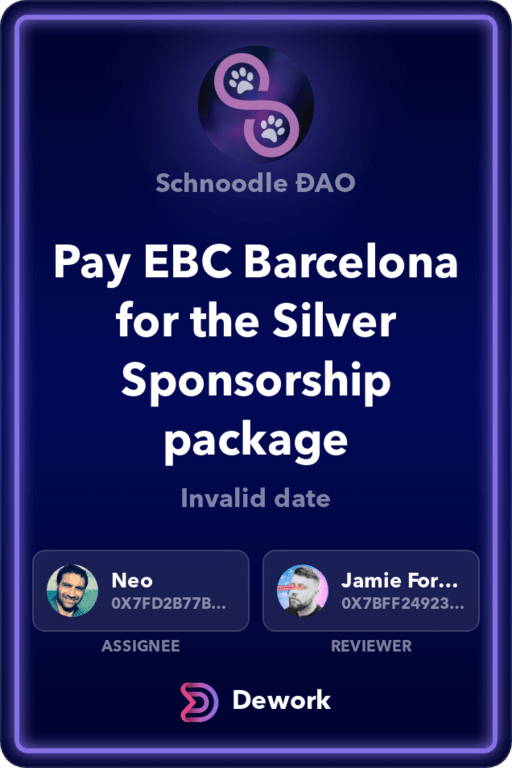 Schnoodle ÐAO
Pay EBC Barcelona
for the Silver
Sponsorship
package
Invalid date
Neo
0X7FD2B77B...
Jamie For...
0X7BFF24923...
ASSIGNEE
REVIEWER
Dework